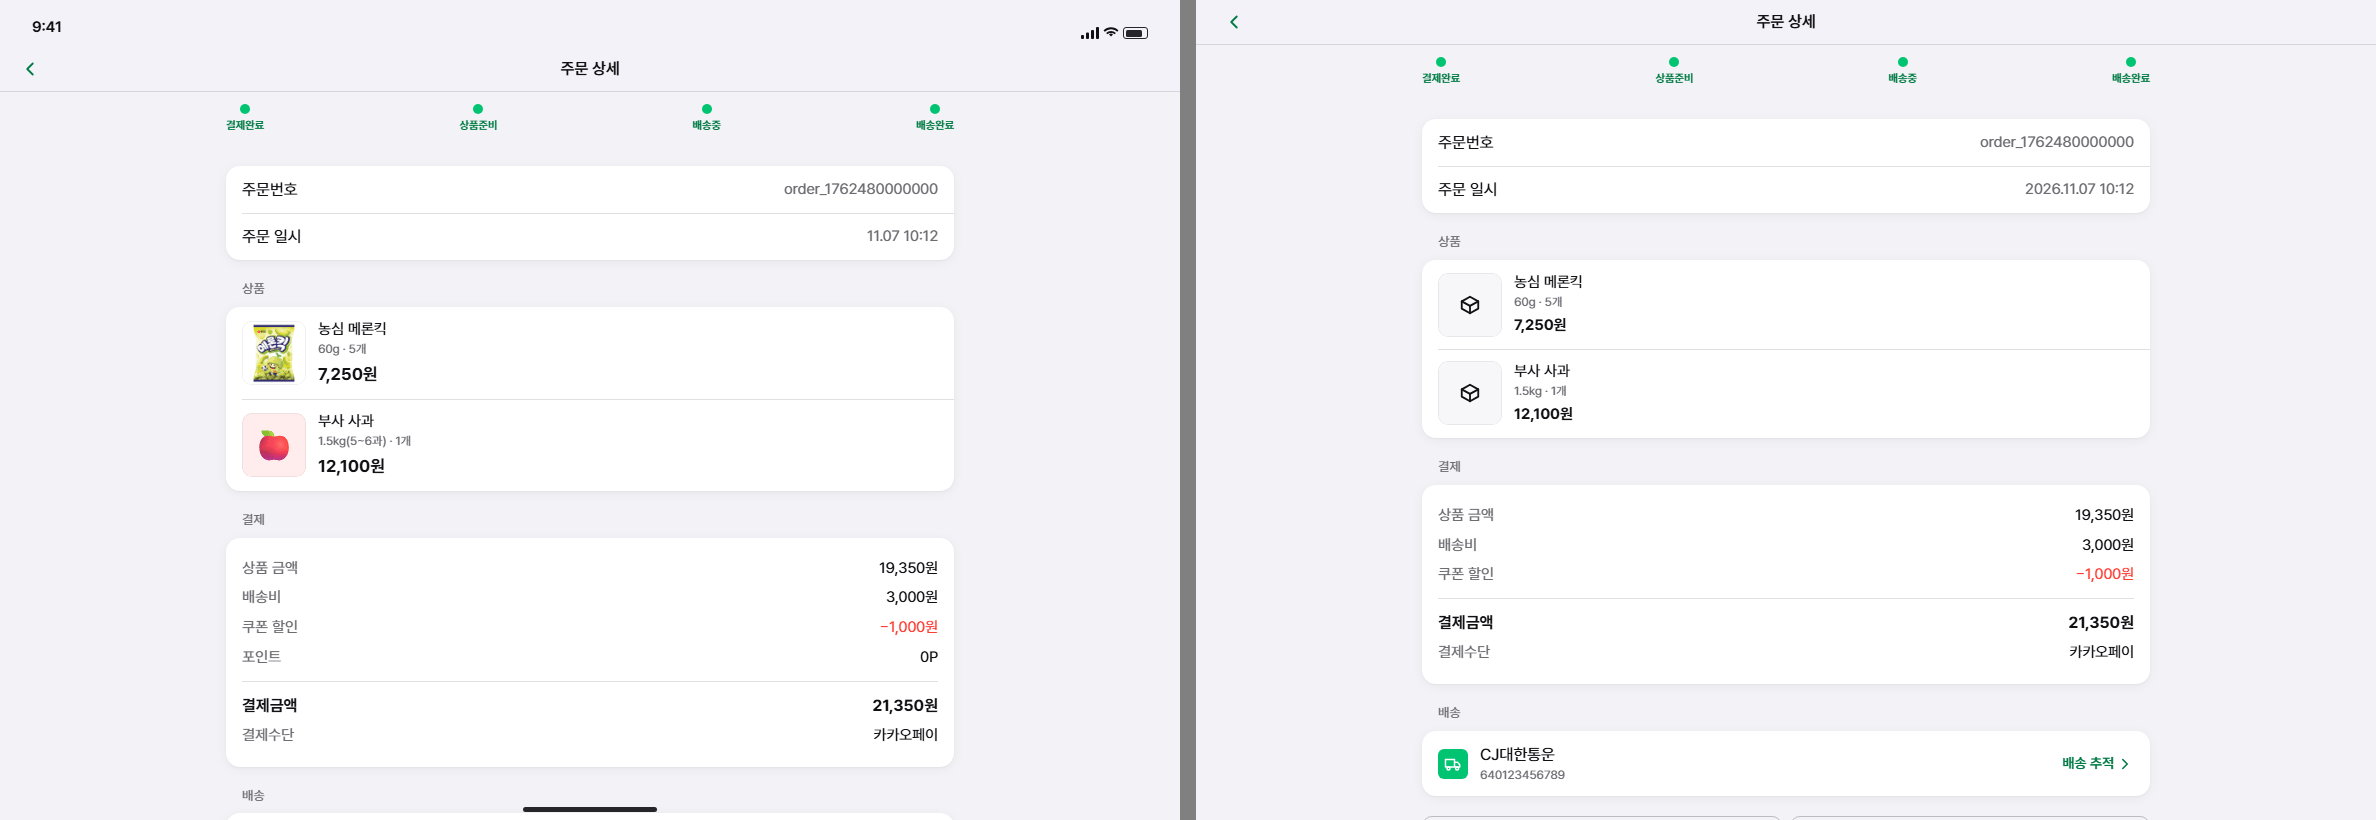 9:41
주문 상세
결제완료
상품준비
배송중
배송완료
주문번호
order_1762480000000
주문 일시
11.07 10:12
상품
메론킥!
농심 메론킥
60g · 5개
7,250원
부사 사과
1.5kg(5~6과) · 1개
12,100원
결제
상품 금액
19,350원
배송비
3,000원
쿠폰 할인
−1,000원
포인트
0P
결제금액
21,350원
결제수단
카카오페이
배송
주문 상세
결제완료
상품준비
배송중
배송완료
주문번호
order_1762480000000
주문 일시
2026.11.07 10:12
상품
농심 메론킥
60g · 5개
7,250원
부사 사과
1.5kg · 1개
12,100원
결제
상품 금액
19,350원
배송비
3,000원
쿠폰 할인
−1,000원
결제금액
21,350원
결제수단
카카오페이
배송
CJ대한통운
640123456789
배송 추적